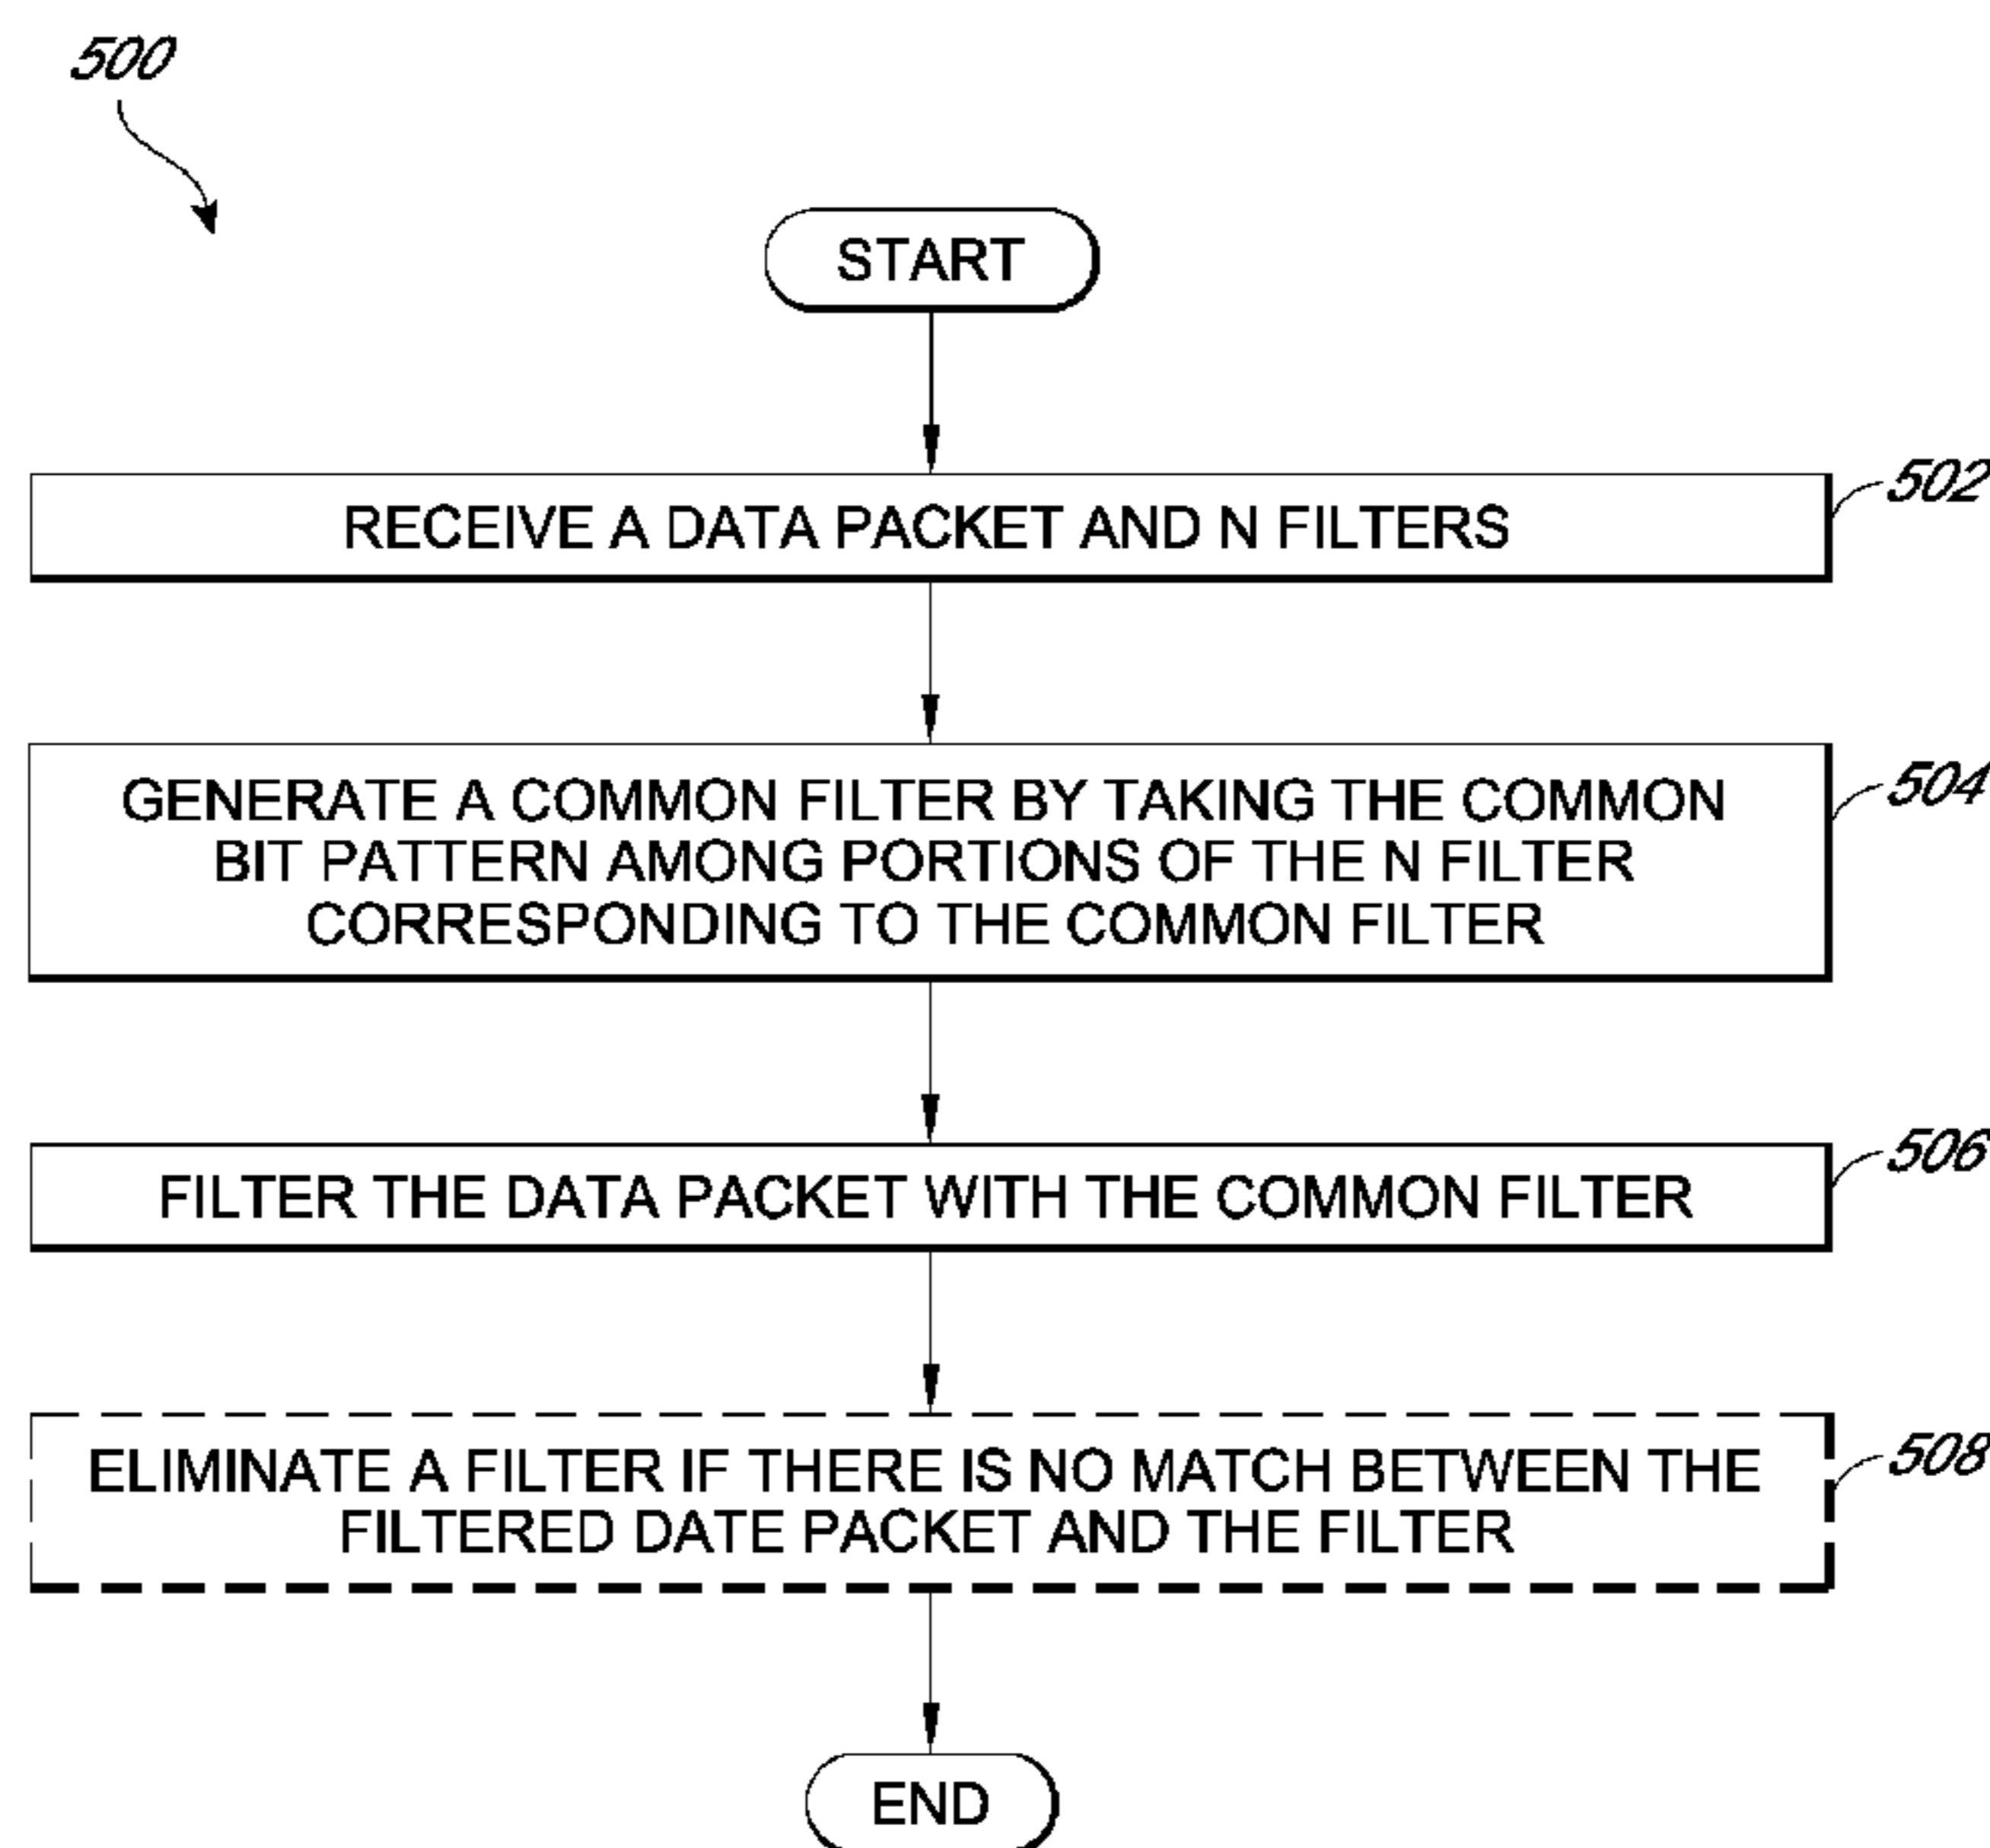 500
START
RECEIVE A DATA PACKET AND N FILTERS
502
GENERATE A COMMON FILTER BY TAKING THE COMMON
BIT PATTERN AMONG PORTIONS OF THE N FILTER
CORRESPONDING TO THE COMMON FILTER
504
FILTER THE DATA PACKET WITH THE COMMON FILTER
506
ELIMINATE A FILTER IF THERE IS NO MATCH BETWEEN THE
FILTERED DATE PACKET AND THE FILTER
508
END